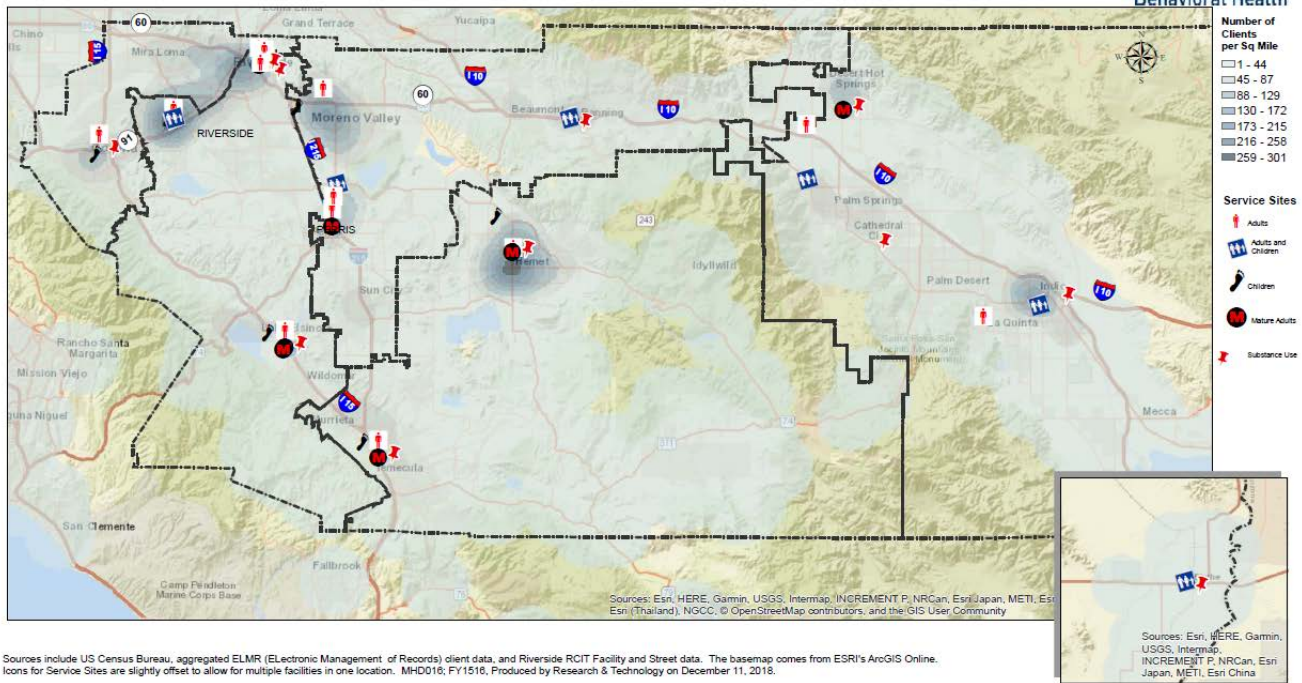 Behavioral Health
Number of
Clients
per Sq Mile
1 - 44
45 - 87
88 - 129
130 - 172
173 - 215
216 - 258
259 - 301
Service Sites
Adults
Adults and
Children
Children
Mature Adults
Substance Use
N
E
S
60
Grand Terrace
Yucaipa
Chino
Mira Loma
I 15
I 10
60
Beaumont
Banning
I 10
Desert Hot
Springs
M
Moreno Valley
RIVERSIDE
91
I 215
I 10
Palm Springs
243
Cathedral
M
Hemet
Idyllwild
Palm Desert
Indio
I 10
La Quinta
Sun City
M
Rancho Santa
Margarita
Mission Viejo
Wildomar
I 15
Murrieta
74
371
Mecca
M
Temecula
San Clemente
Fallbrook
Camp Pendleton
Marine Corps Base
76
Sources: Esri, HERE, Garmin, USGS, Intermap, INCREMENT P, NRCan, Esri Japan, METI, Esri
Esri (Thailand), NGCC, © OpenStreetMap contributors, and the GIS User Community
Sources: Esri, HERE, Garmin,
USGS, Intermap,
INCREMENT P, NRCan, Esri
Japan, METI, Esri China
Sources include US Census Bureau, aggregated ELMR (ELectronic Management of Records) client data, and Riverside RCIT Facility and Street data. The basemap comes from ESRI's ArcGIS Online.
Icons for Service Sites are slightly offset to allow for multiple facilities in one location. MHD016; FY1516, Produced by Research & Technology on December 11, 2018.